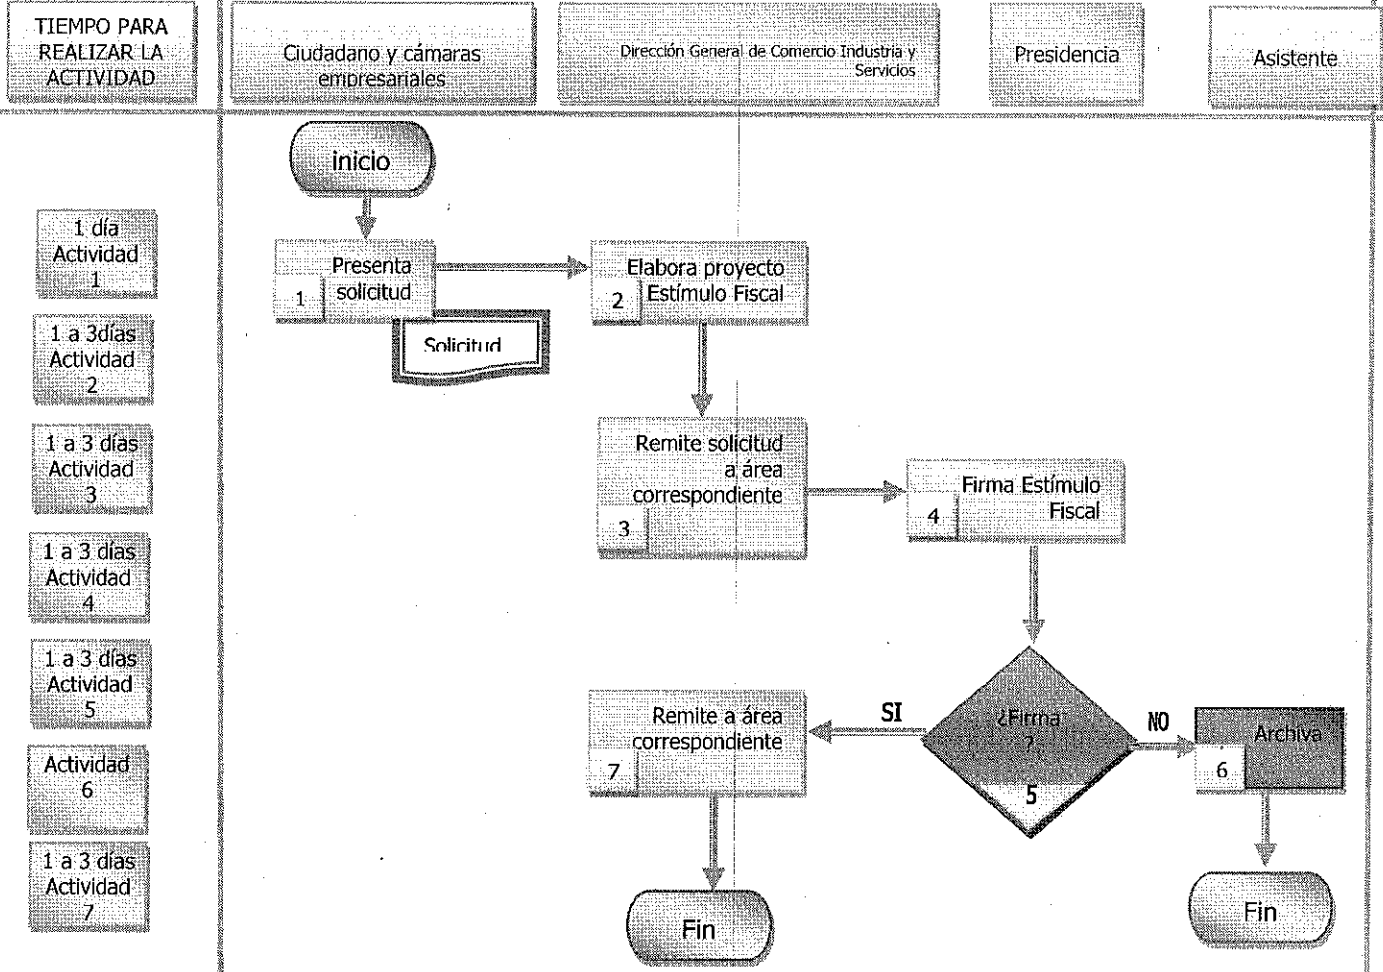 TIEMPO PARA
REALIZAR LA
ACTIVIDAD
Ciudadano y cámaras
empresariales
Dirección General de Comercio Industria y
Servicios
Presidencia
Asistente
inicio
1 día
Actividad
1
Presenta
solicitud
1
Elabora proyecto
Estímulo Fiscal
2
Solicitud
1 a 3días
Actividad
2
1 a 3 días
Actividad
3
Remite solicitud
a área
correspondiente
3
Firma Estímulo
Fiscal
4
1 a 3 días
Actividad
4
1 a 3 días
Actividad
5
Remite a área
correspondiente
7
SI
¿Firma
?
5
NO
Archiva
6
Actividad
6
1 a 3 días
Actividad
7
Fin
Fin